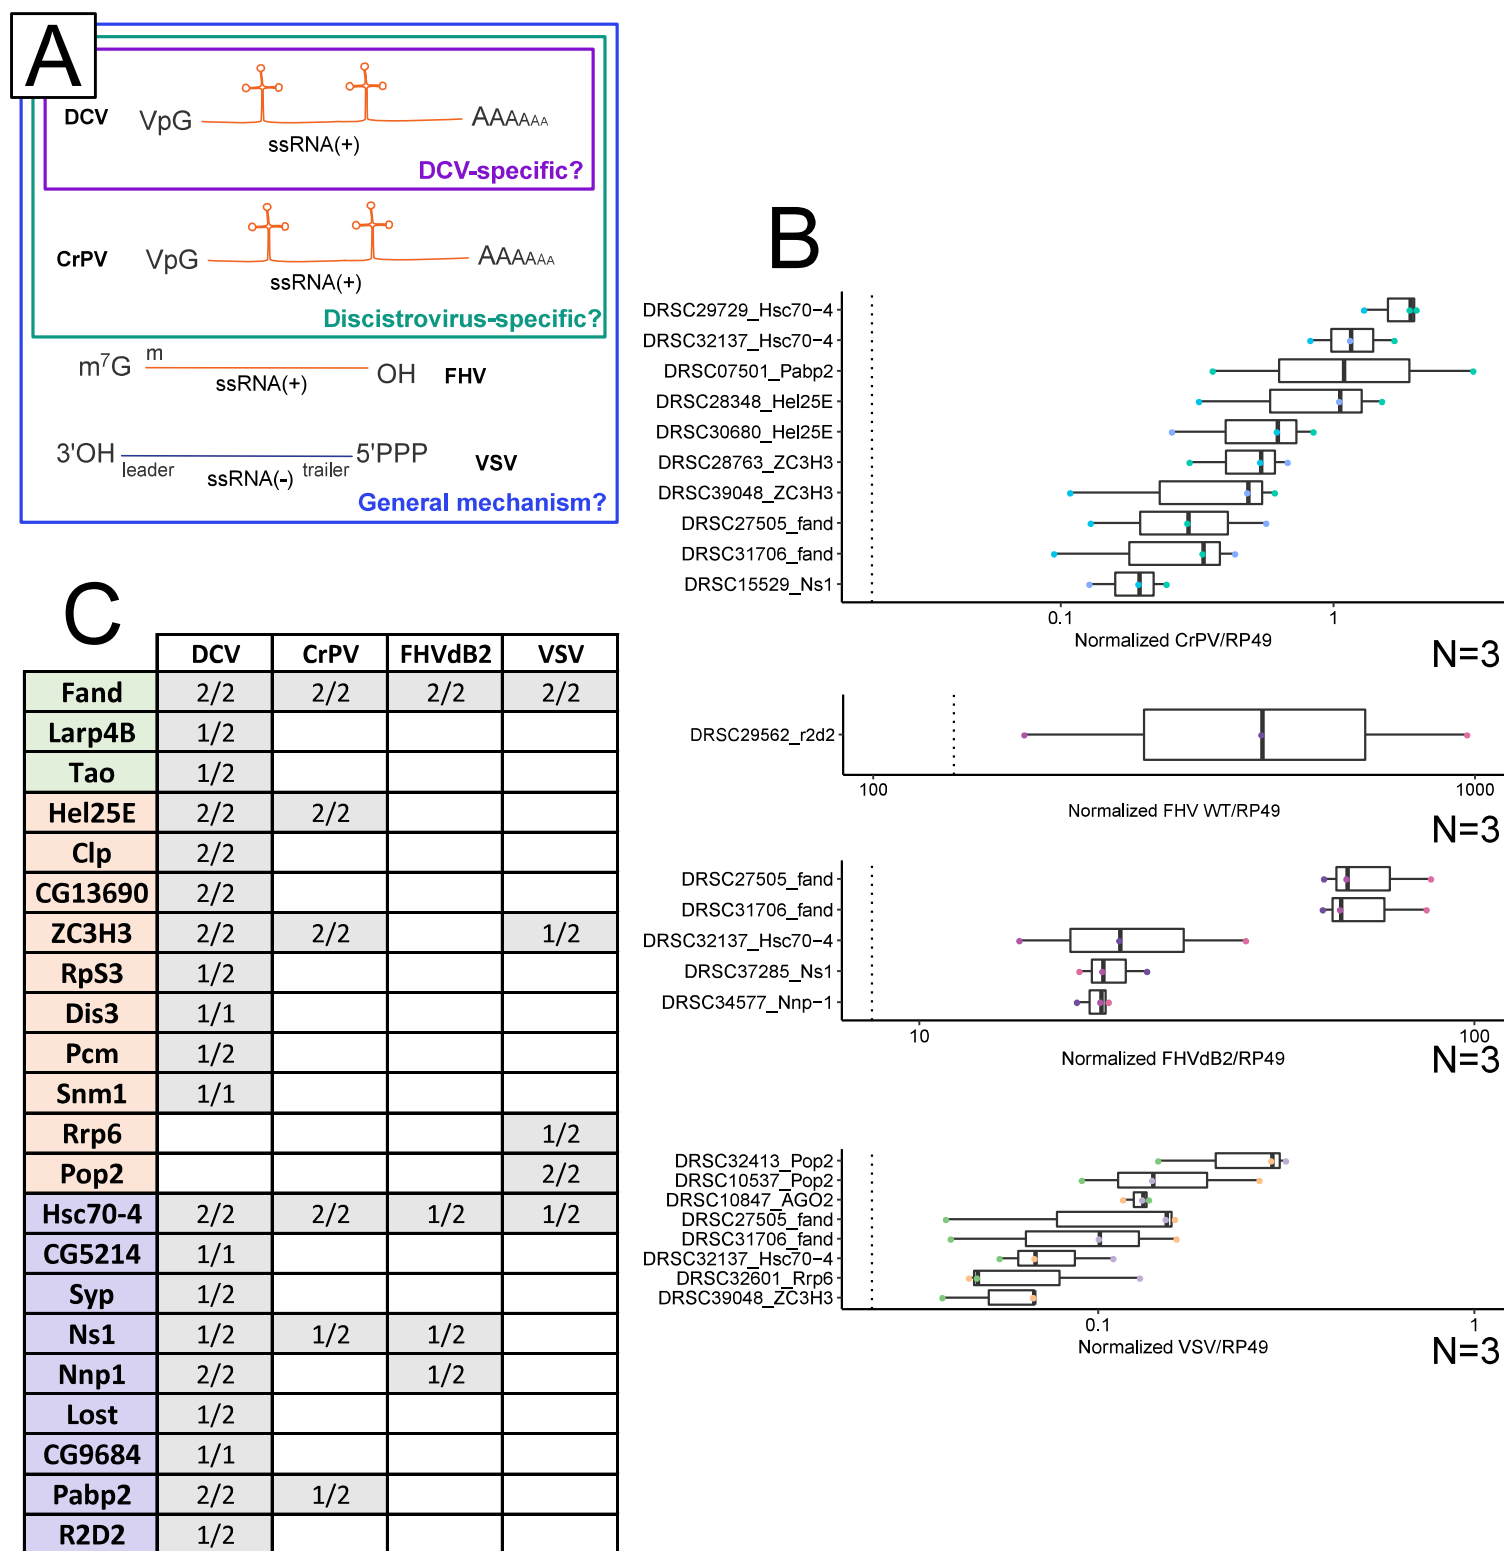 A
DCV VpG AAAAAAA
ssRNA(+)
DCV-specific?
CrPV VpG AAAAAAA
ssRNA(+)
Discistrovirus-specific?
m⁷G m OH FHV
ssRNA(+)
3'OH 5'PPP VSV
leader ssRNA(-) trailer
General mechanism?
B
DRSC29729_Hsc70-4
DRSC32137_Hsc70-4
DRSC07501_Pabp2
DRSC28348_Hel25E
DRSC30680_Hel25E
DRSC28763_ZC3H3
DRSC39048_ZC3H3
DRSC27505_fand
DRSC31706_fand
DRSC15529_Ns1
0.1 1
Normalized CrPV/RP49
N=3
DRSC29562_r2d2
100 1000
Normalized FHV WT/RP49
N=3
DRSC27505_fand
DRSC31706_fand
DRSC32137_Hsc70-4
DRSC37285_Ns1
DRSC34577_Nnp-1
10 100
Normalized FHVdB2/RP49
N=3
DRSC32413_Pop2
DRSC10537_Pop2
DRSC10847_AGO2
DRSC27505_fand
DRSC31706_fand
DRSC32137_Hsc70-4
DRSC32601_Rrp6
DRSC39048_ZC3H3
0.1 1
Normalized VSV/RP49
N=3
C
DCV CrPV FHVdB2 VSV
Fand 2/2 2/2 2/2 2/2
Larp4B 1/2
Tao 1/2
Hel25E 2/2 2/2
Clp 2/2
CG13690 2/2
ZC3H3 2/2 2/2 1/2
RpS3 1/2
Dis3 1/1
Pcm 1/2
Snm1 1/1
Rrp6 1/2
Pop2 2/2
Hsc70-4 2/2 2/2 1/2 1/2
CG5214 1/1
Syp 1/2
Ns1 1/2 1/2 1/2
Nnp1 2/2 1/2
Lost 1/2
CG9684 1/1
Pabp2 2/2 1/2
R2D2 1/2